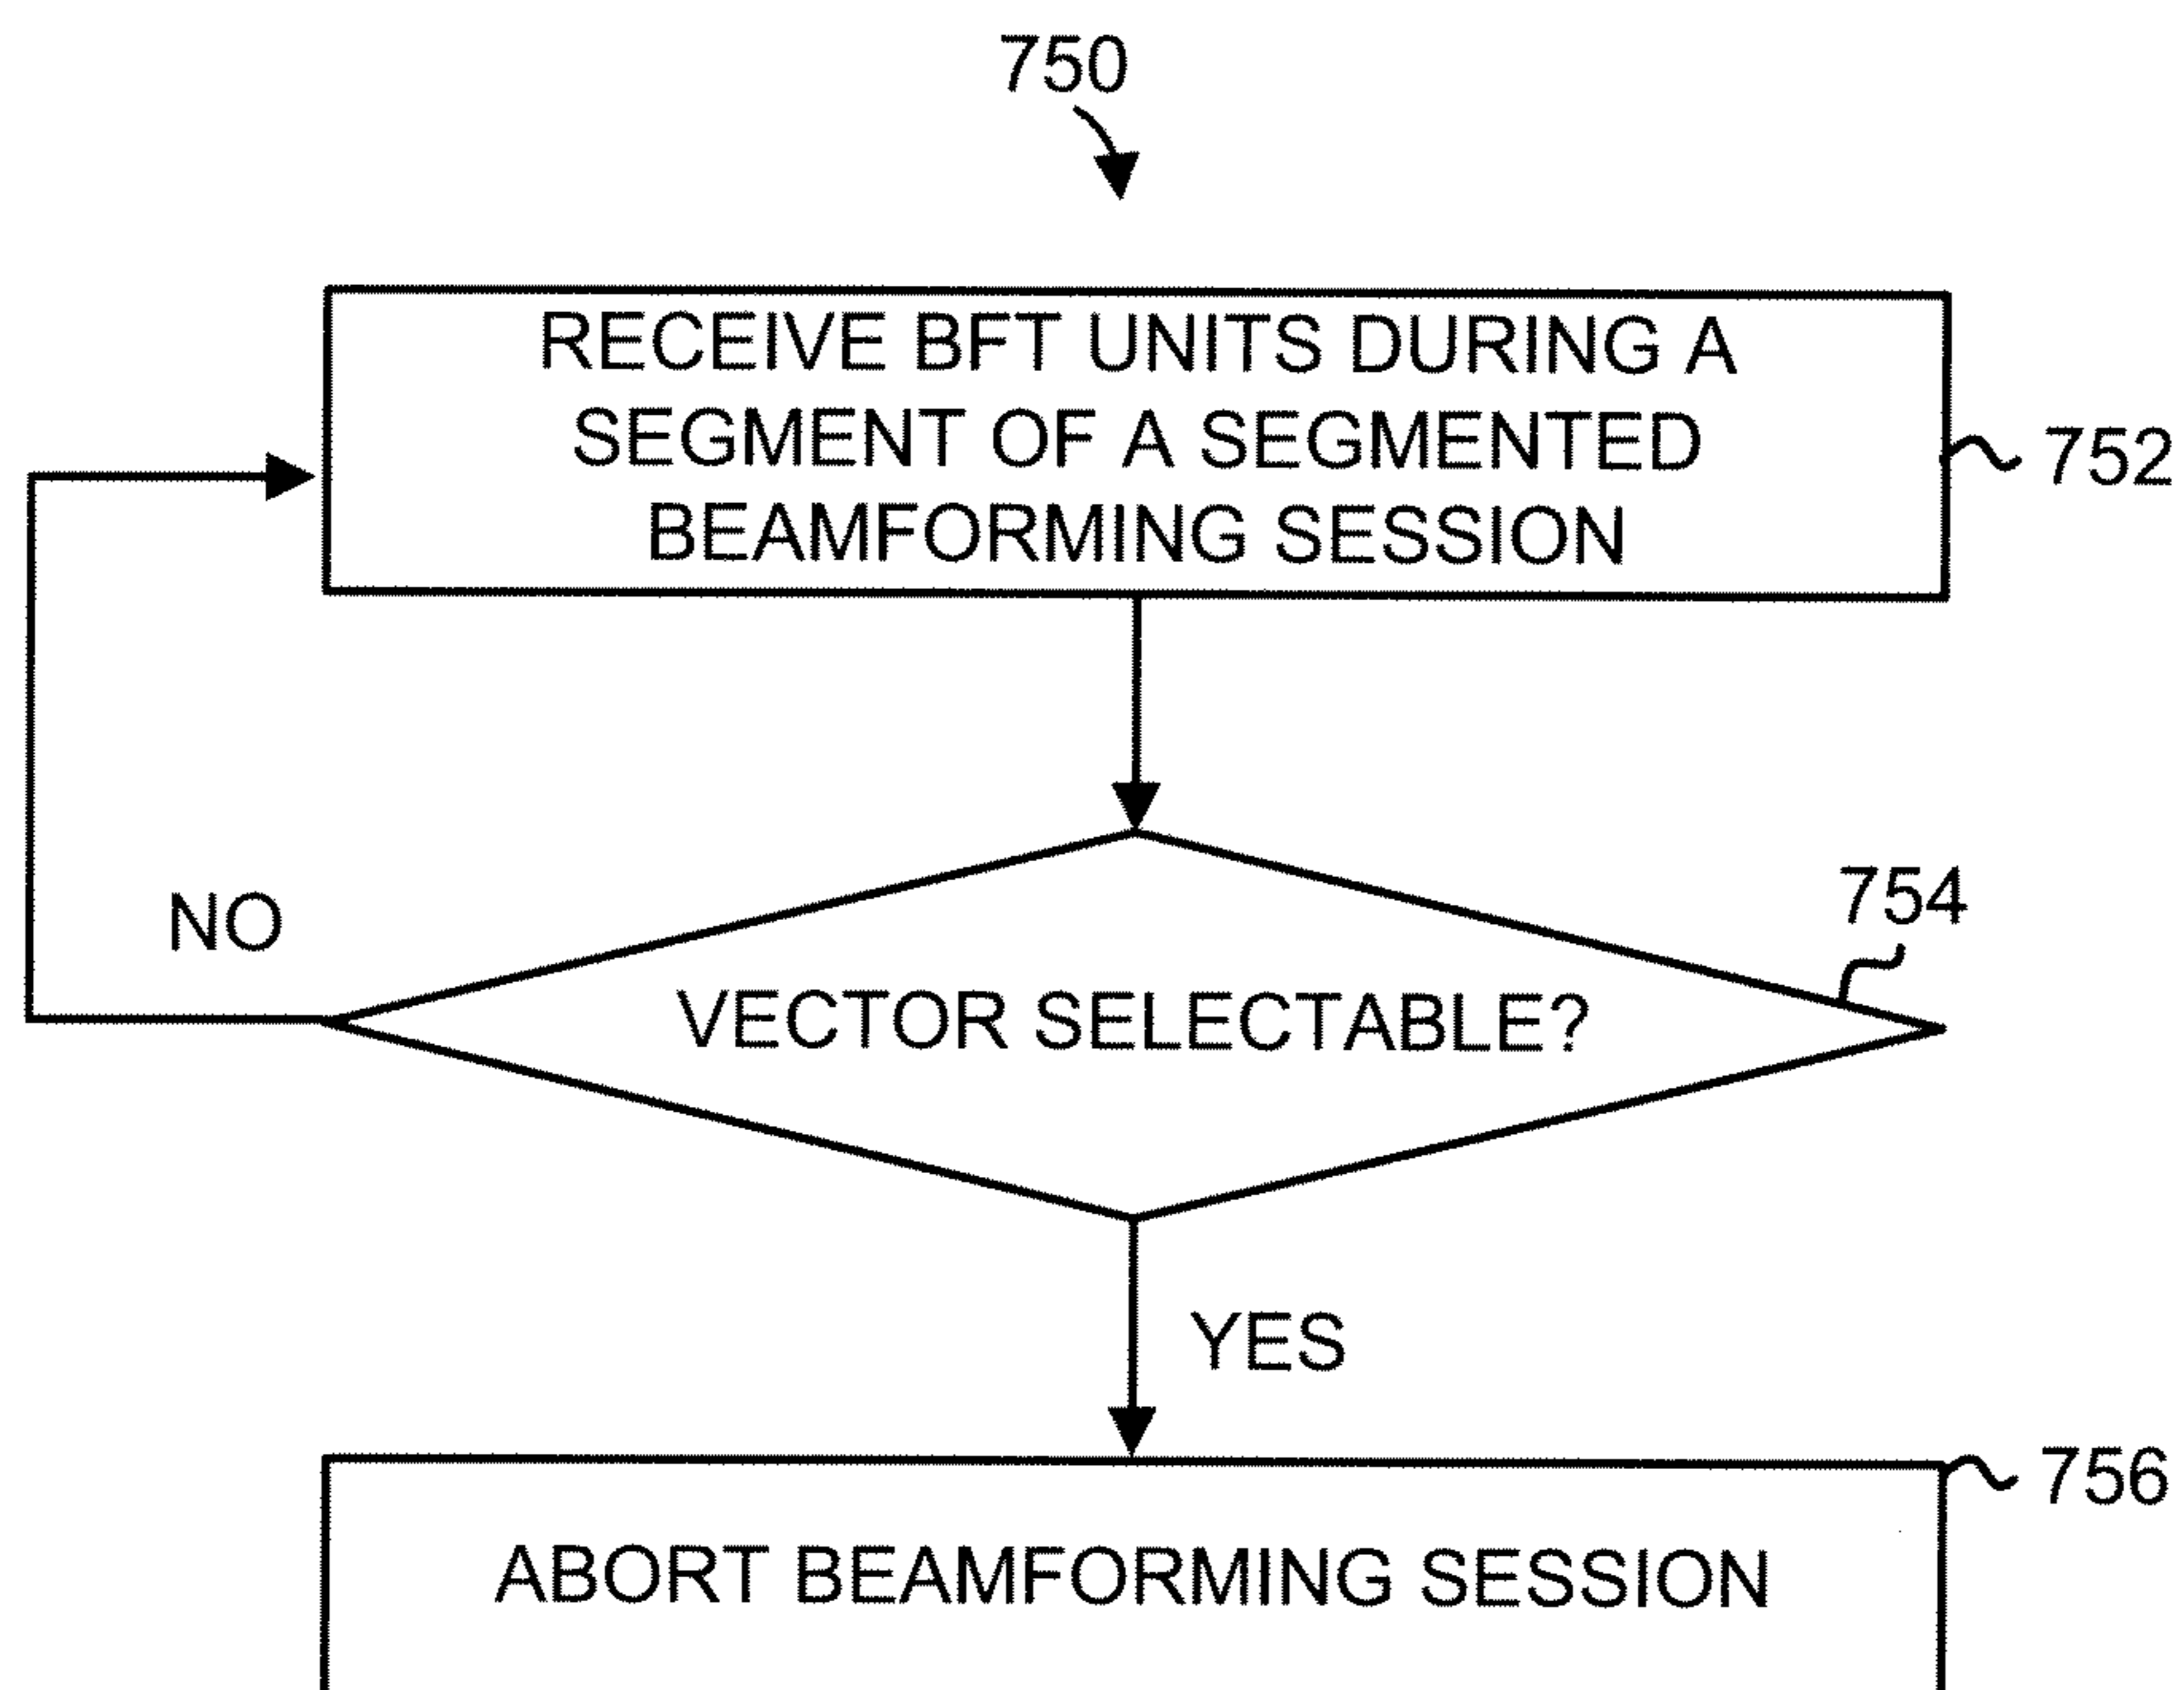 750
RECEIVE BFT UNITS DURING A
SEGMENT OF A SEGMENTED
BEAMFORMING SESSION
752
754
NO
VECTOR SELECTABLE?
YES
756
ABORT BEAMFORMING SESSION